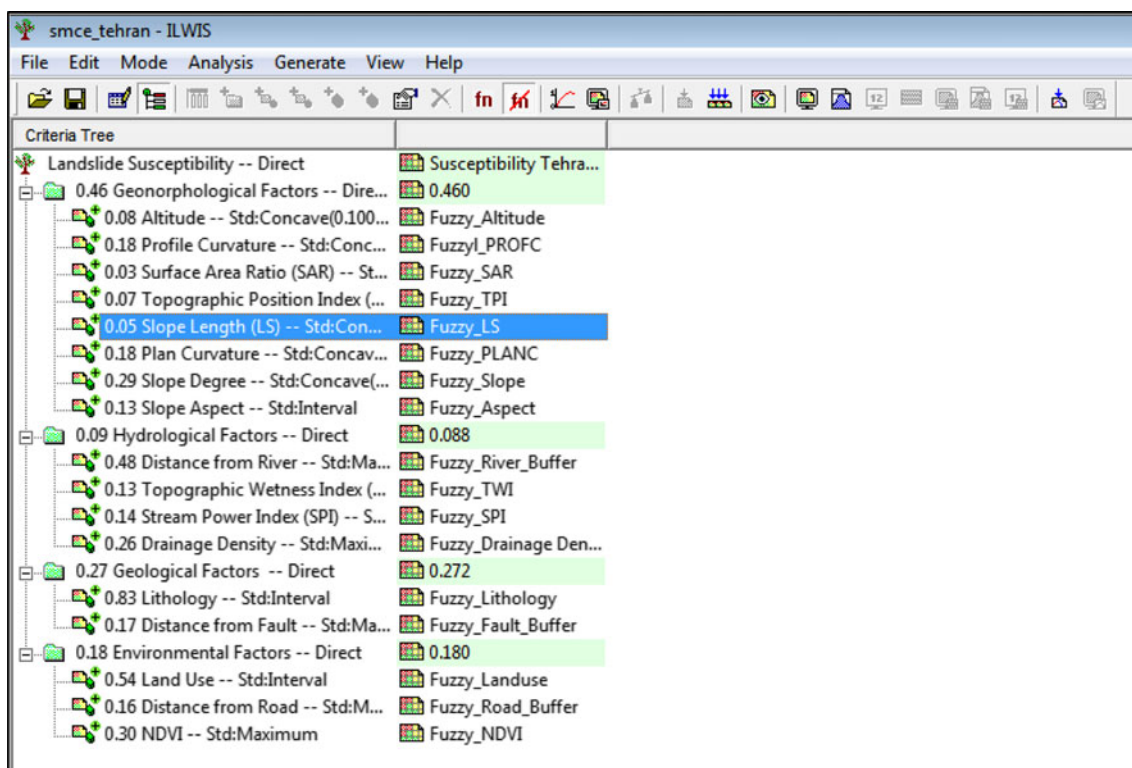 smce_tehran - ILWIS
File Edit Mode Analysis Generate View Help
fn fn 12 12
Criteria Tree
Landslide Susceptibility -- Direct Susceptibility Tehra...
0.46 Geonorphological Factors -- Dire... 0.460
0.08 Altitude -- Std:Concave(0.100... Fuzzy_Altitude
0.18 Profile Curvature -- Std:Conc... Fuzzyl_PROFC
0.03 Surface Area Ratio (SAR) -- St... Fuzzy_SAR
0.07 Topographic Position Index (... Fuzzy_TPI
0.05 Slope Length (LS) -- Std:Con... Fuzzy_LS
0.18 Plan Curvature -- Std:Concav... Fuzzy_PLANC
0.29 Slope Degree -- Std:Concave(... Fuzzy_Slope
0.13 Slope Aspect -- Std:Interval Fuzzy_Aspect
0.09 Hydrological Factors -- Direct 0.088
0.48 Distance from River -- Std:Ma... Fuzzy_River_Buffer
0.13 Topographic Wetness Index (... Fuzzy_TWI
0.14 Stream Power Index (SPI) -- S... Fuzzy_SPI
0.26 Drainage Density -- Std:Maxi... Fuzzy_Drainage Den...
0.27 Geological Factors -- Direct 0.272
0.83 Lithology -- Std:Interval Fuzzy_Lithology
0.17 Distance from Fault -- Std:Ma... Fuzzy_Fault_Buffer
0.18 Environmental Factors -- Direct 0.180
0.54 Land Use -- Std:Interval Fuzzy_Landuse
0.16 Distance from Road -- Std:M... Fuzzy_Road_Buffer
0.30 NDVI -- Std:Maximum Fuzzy_NDVI